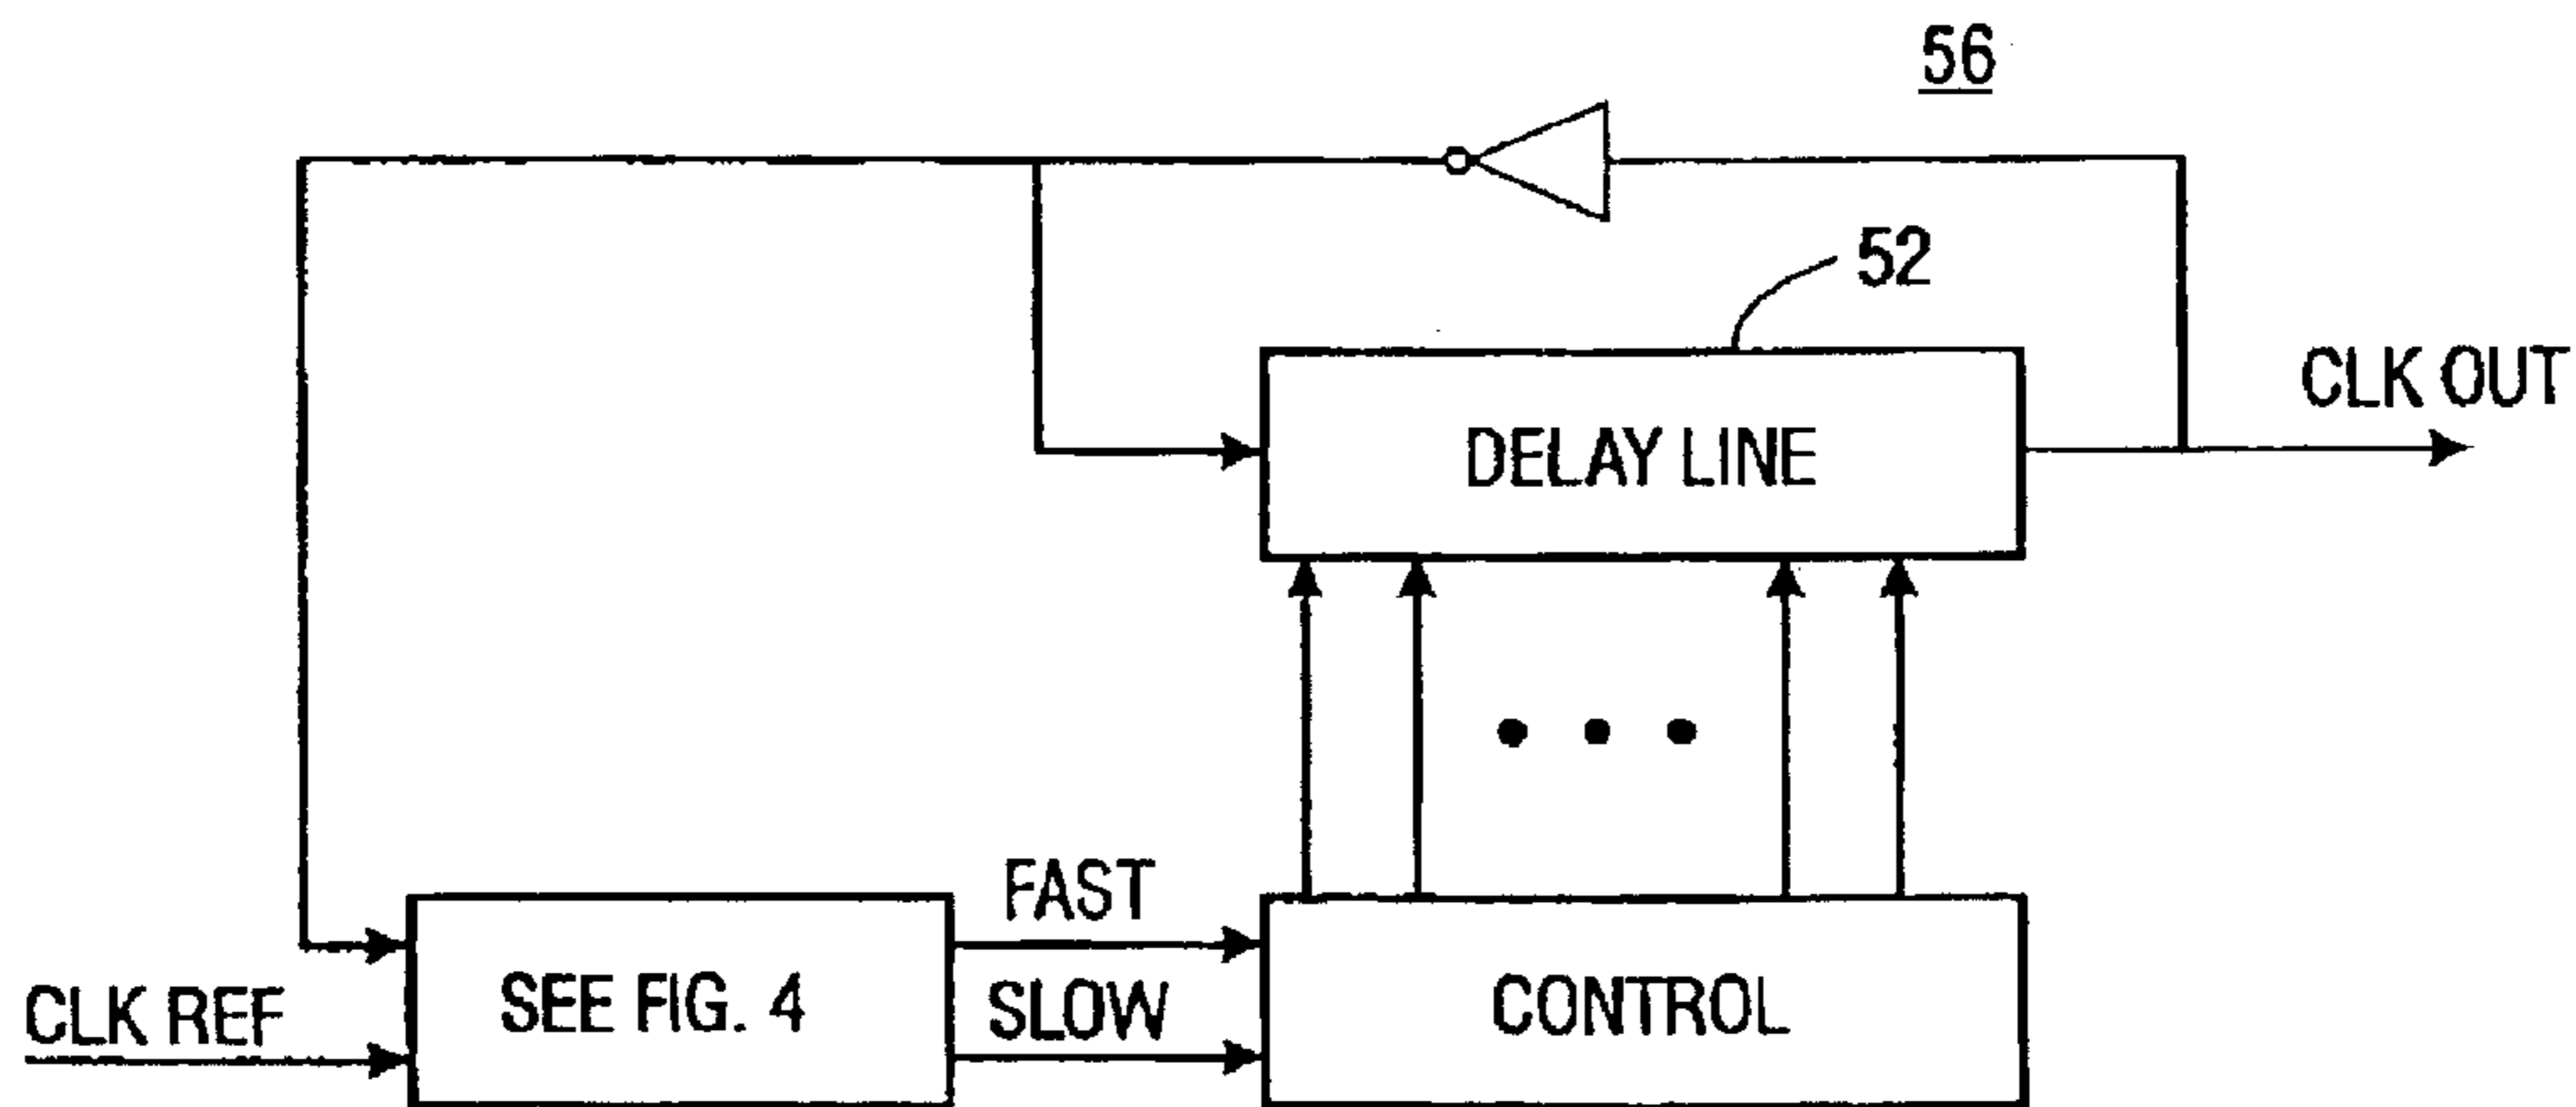 56
52
DELAY LINE
CLK OUT
FAST
SLOW
CLK REF
SEE FIG. 4
CONTROL